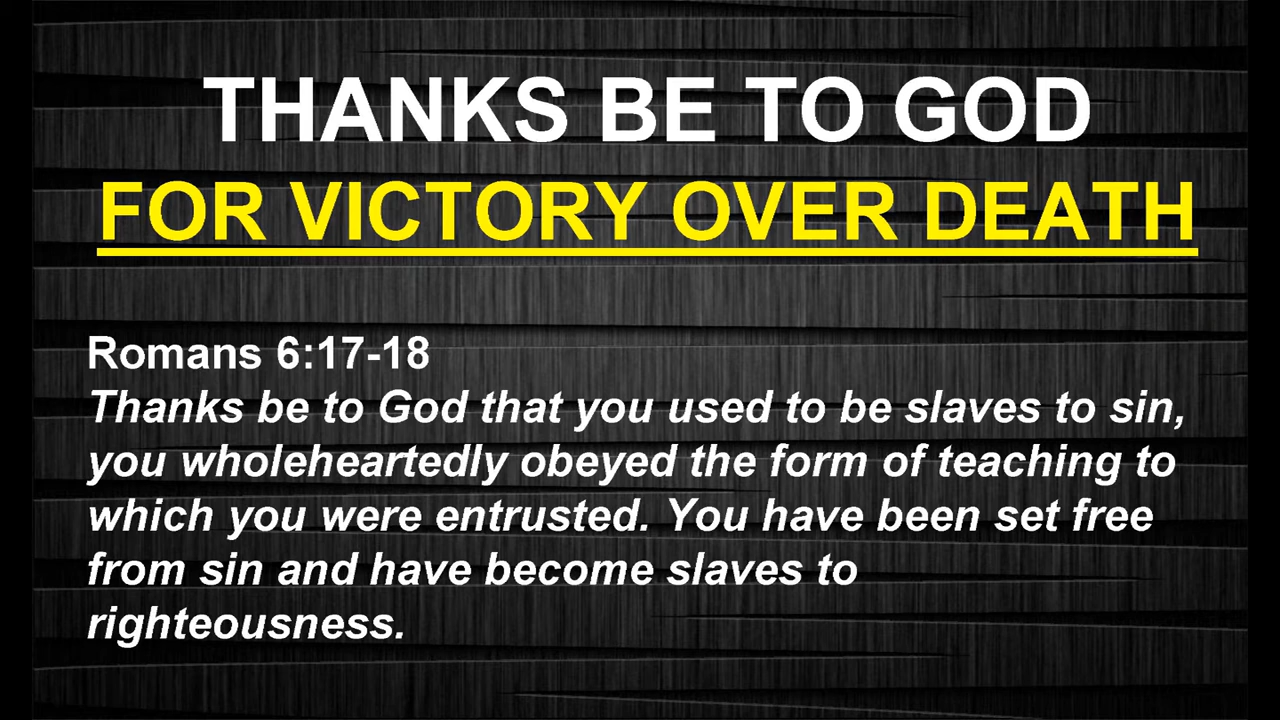 THANKS BE TO GOD
FOR VICTORY OVER DEATH
Romans 6:17-18
Thanks be to God that you used to be slaves to sin,
you wholeheartedly obeyed the form of teaching to
which you were entrusted. You have been set free
from sin and have become slaves to
righteousness.